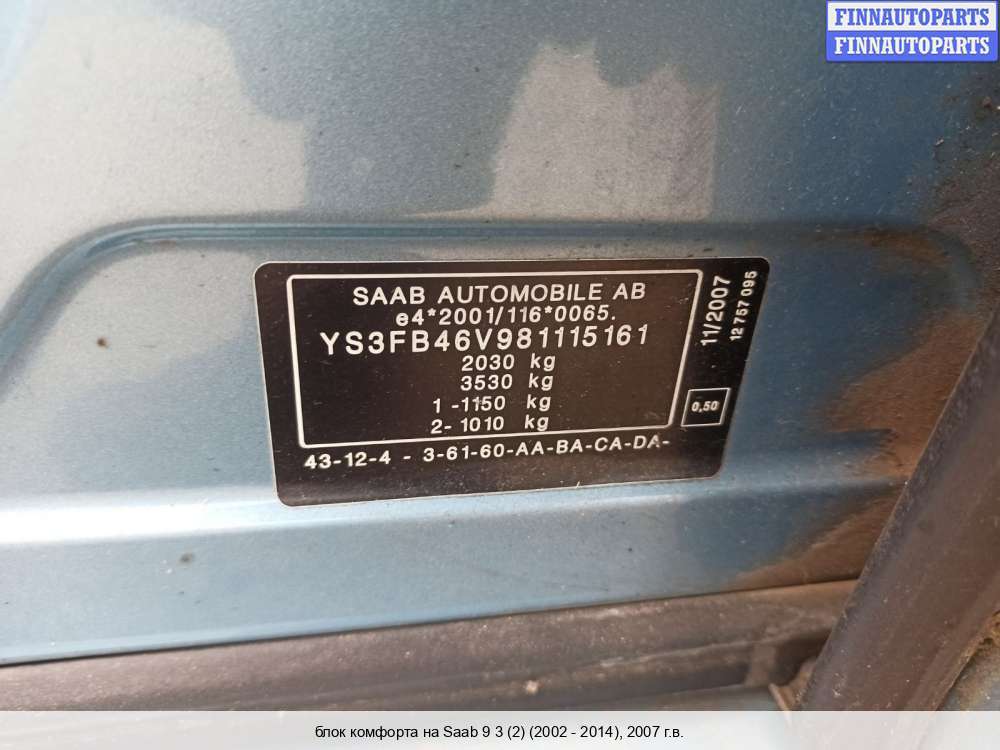 FINNAUTOPARTS
FINNAUTOPARTS
SAAB AUTOMOBILE AB
e4*2001/116*0065.
YS3FB46V981115161
2030 kg
3530 kg
1 -1150 kg
2- 1010 kg
43-12-4 - 3-61-60-AA-BA-CA-DA-
11/2007
12 757 095
0,50
блок комфорта на Saab 9 3 (2) (2002 - 2014), 2007 г.в.